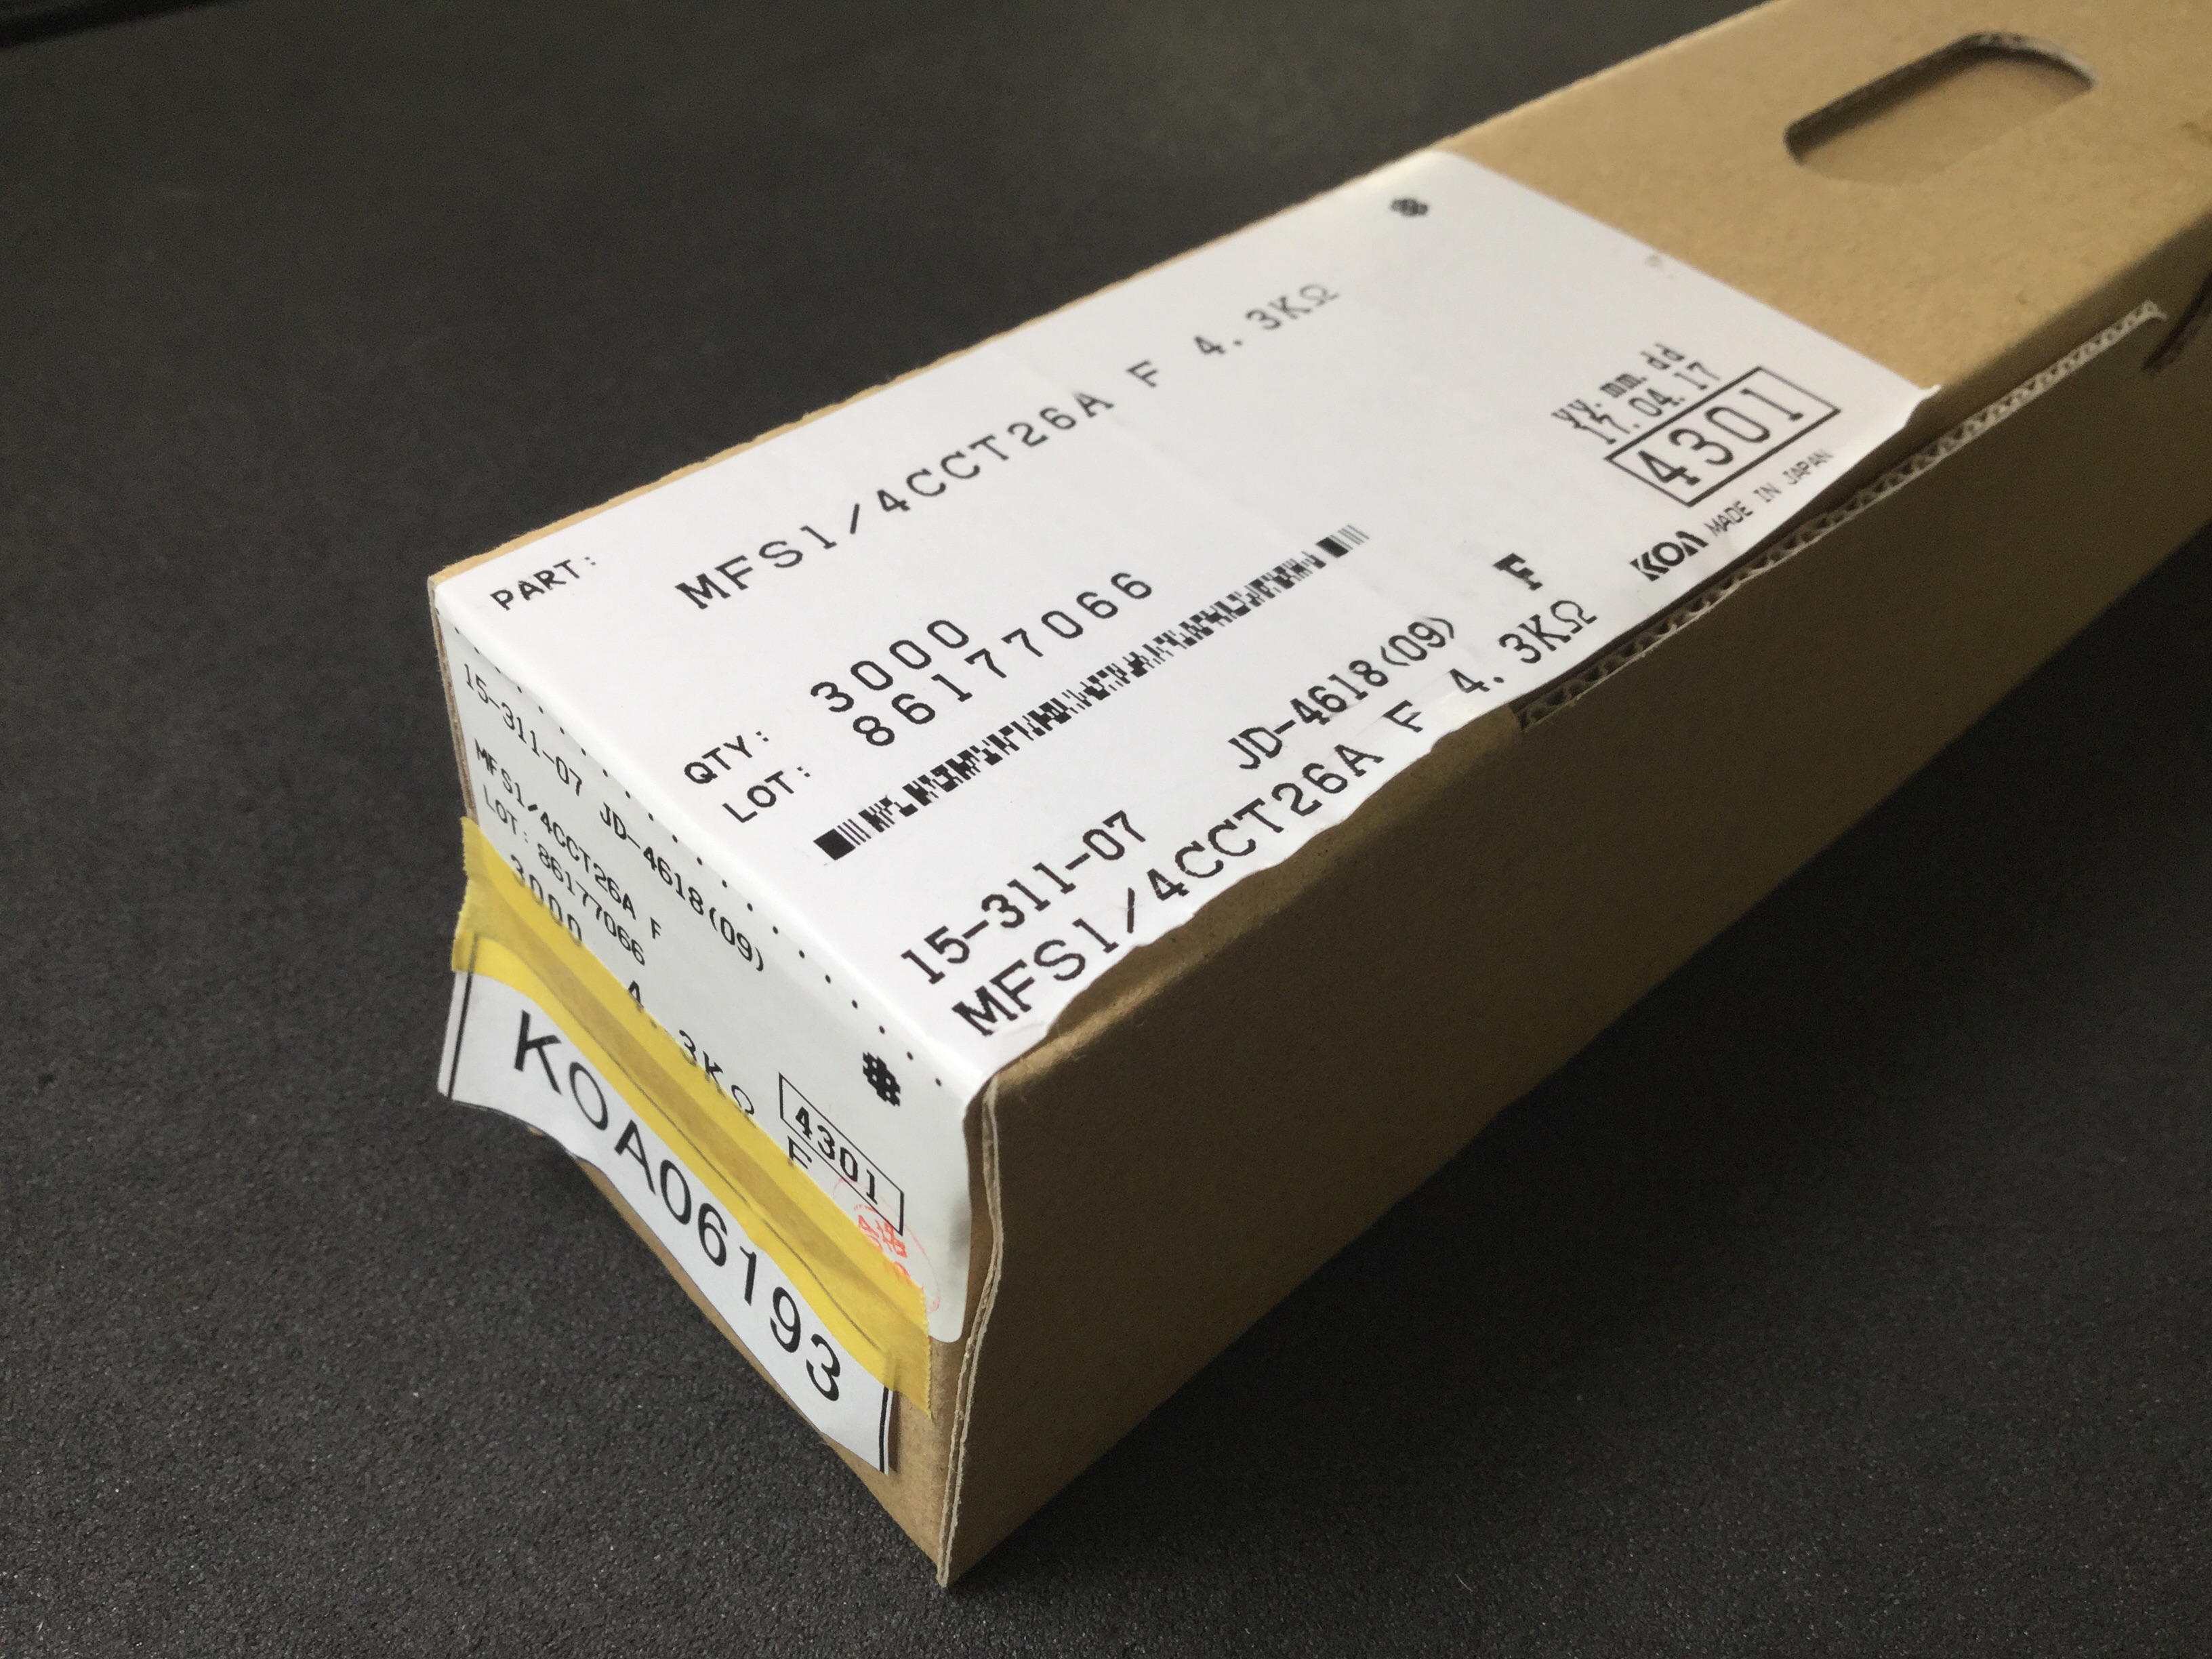 PART:
MFS1/4CCT26A F 4.3KΩ
QTY: 3000
LOT: 86177066
yy.mm.dd
17.04.17
4301
KOA MADE IN JAPAN
15-311-07 JD-4618(09) F
MFS1/4CCT26A F 4.3KΩ
15-311-07 JD-4618(09)
MFS1/4CCT26A F
LOT: 86177066
3000
4.3KΩ
4301
F
KOA06193